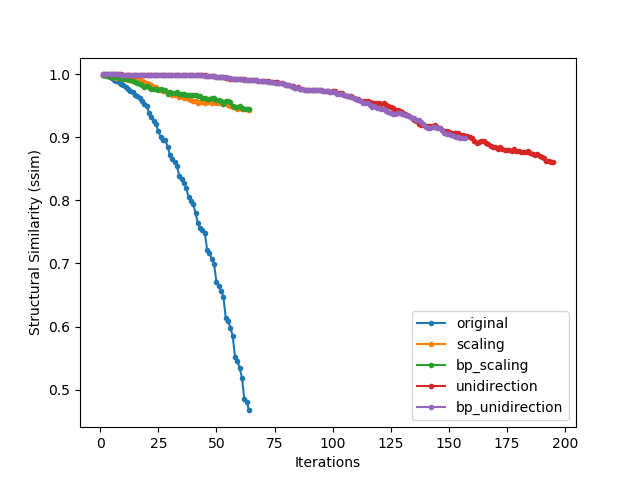 1.0
0.9
0.8
0.7
0.6
0.5
Structural Similarity (ssim)
original
scaling
bp_scaling
unidirection
bp_unidirection
0 25 50 75 100 125 150 175 200
Iterations